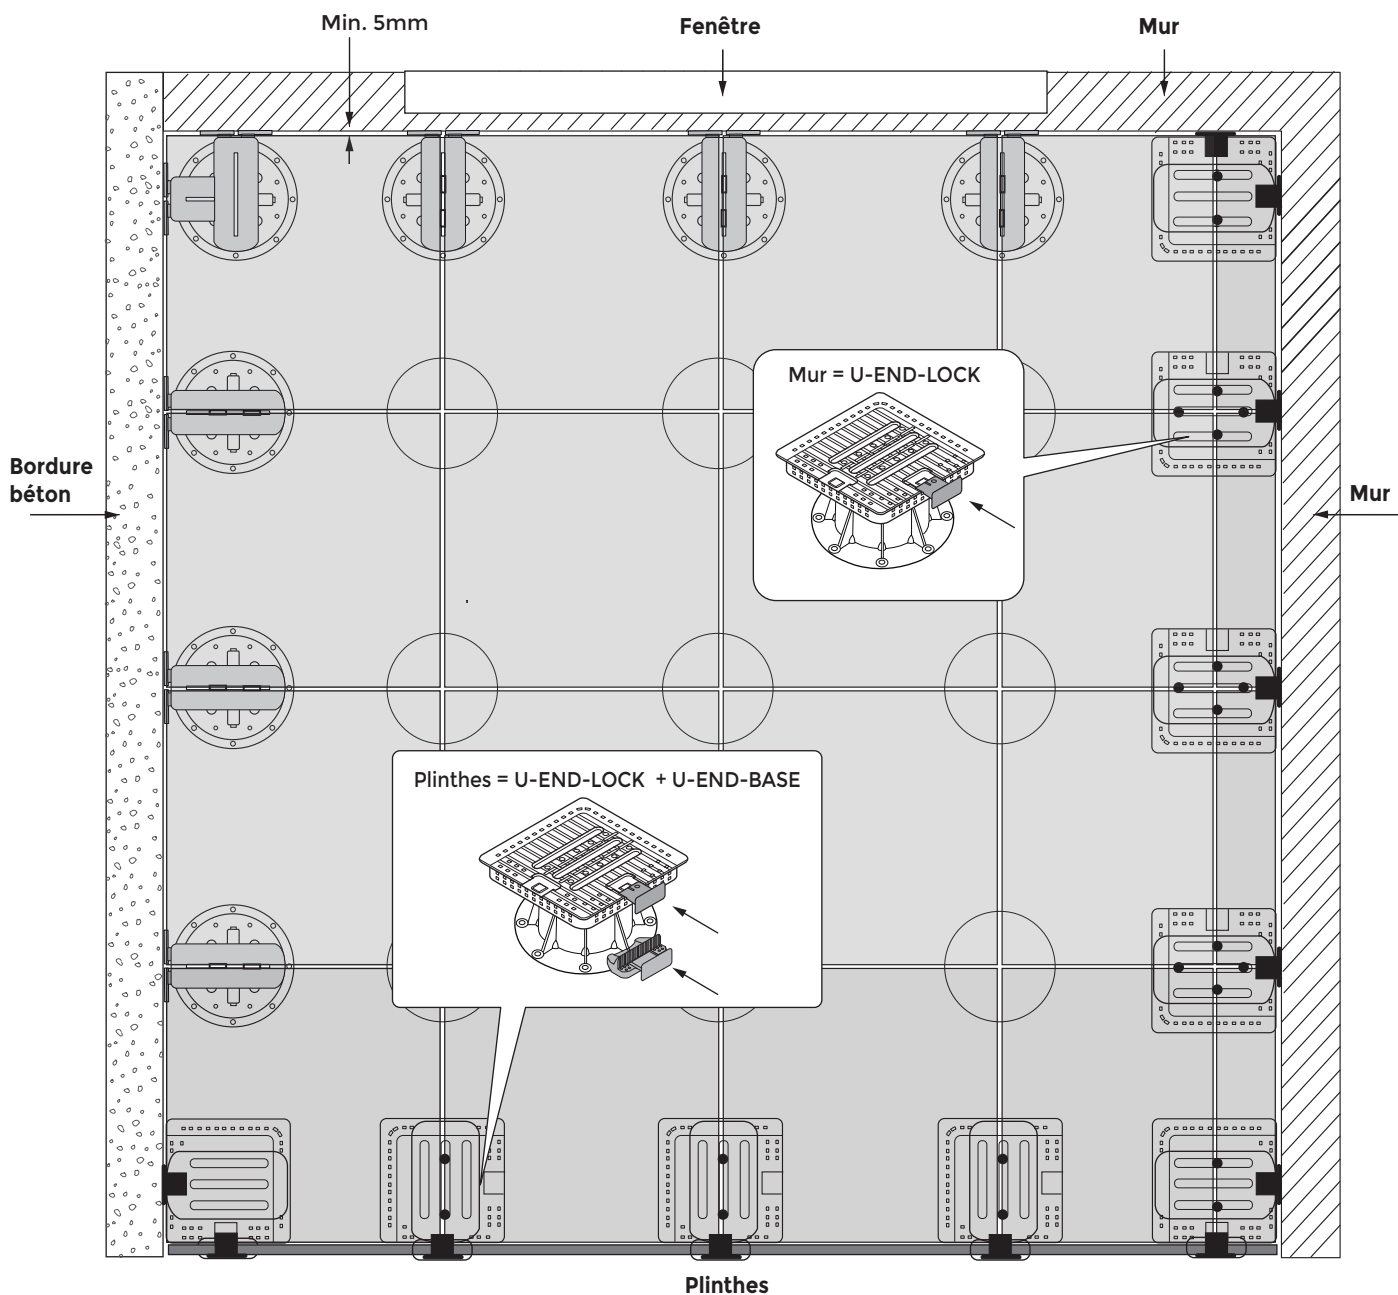 Min. 5mm
Fenêtre
Mur
Mur = U-END-LOCK
Bordure
béton
Mur
Plinthes = U-END-LOCK + U-END-BASE
Plinthes